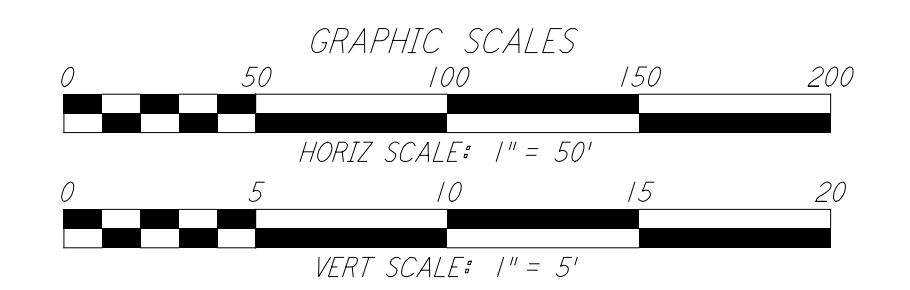 GRAPHIC SCALES
0 50 100 150 200
HORIZ SCALE: 1" = 50'
0 5 10 15 20
VERT SCALE: 1" = 5'